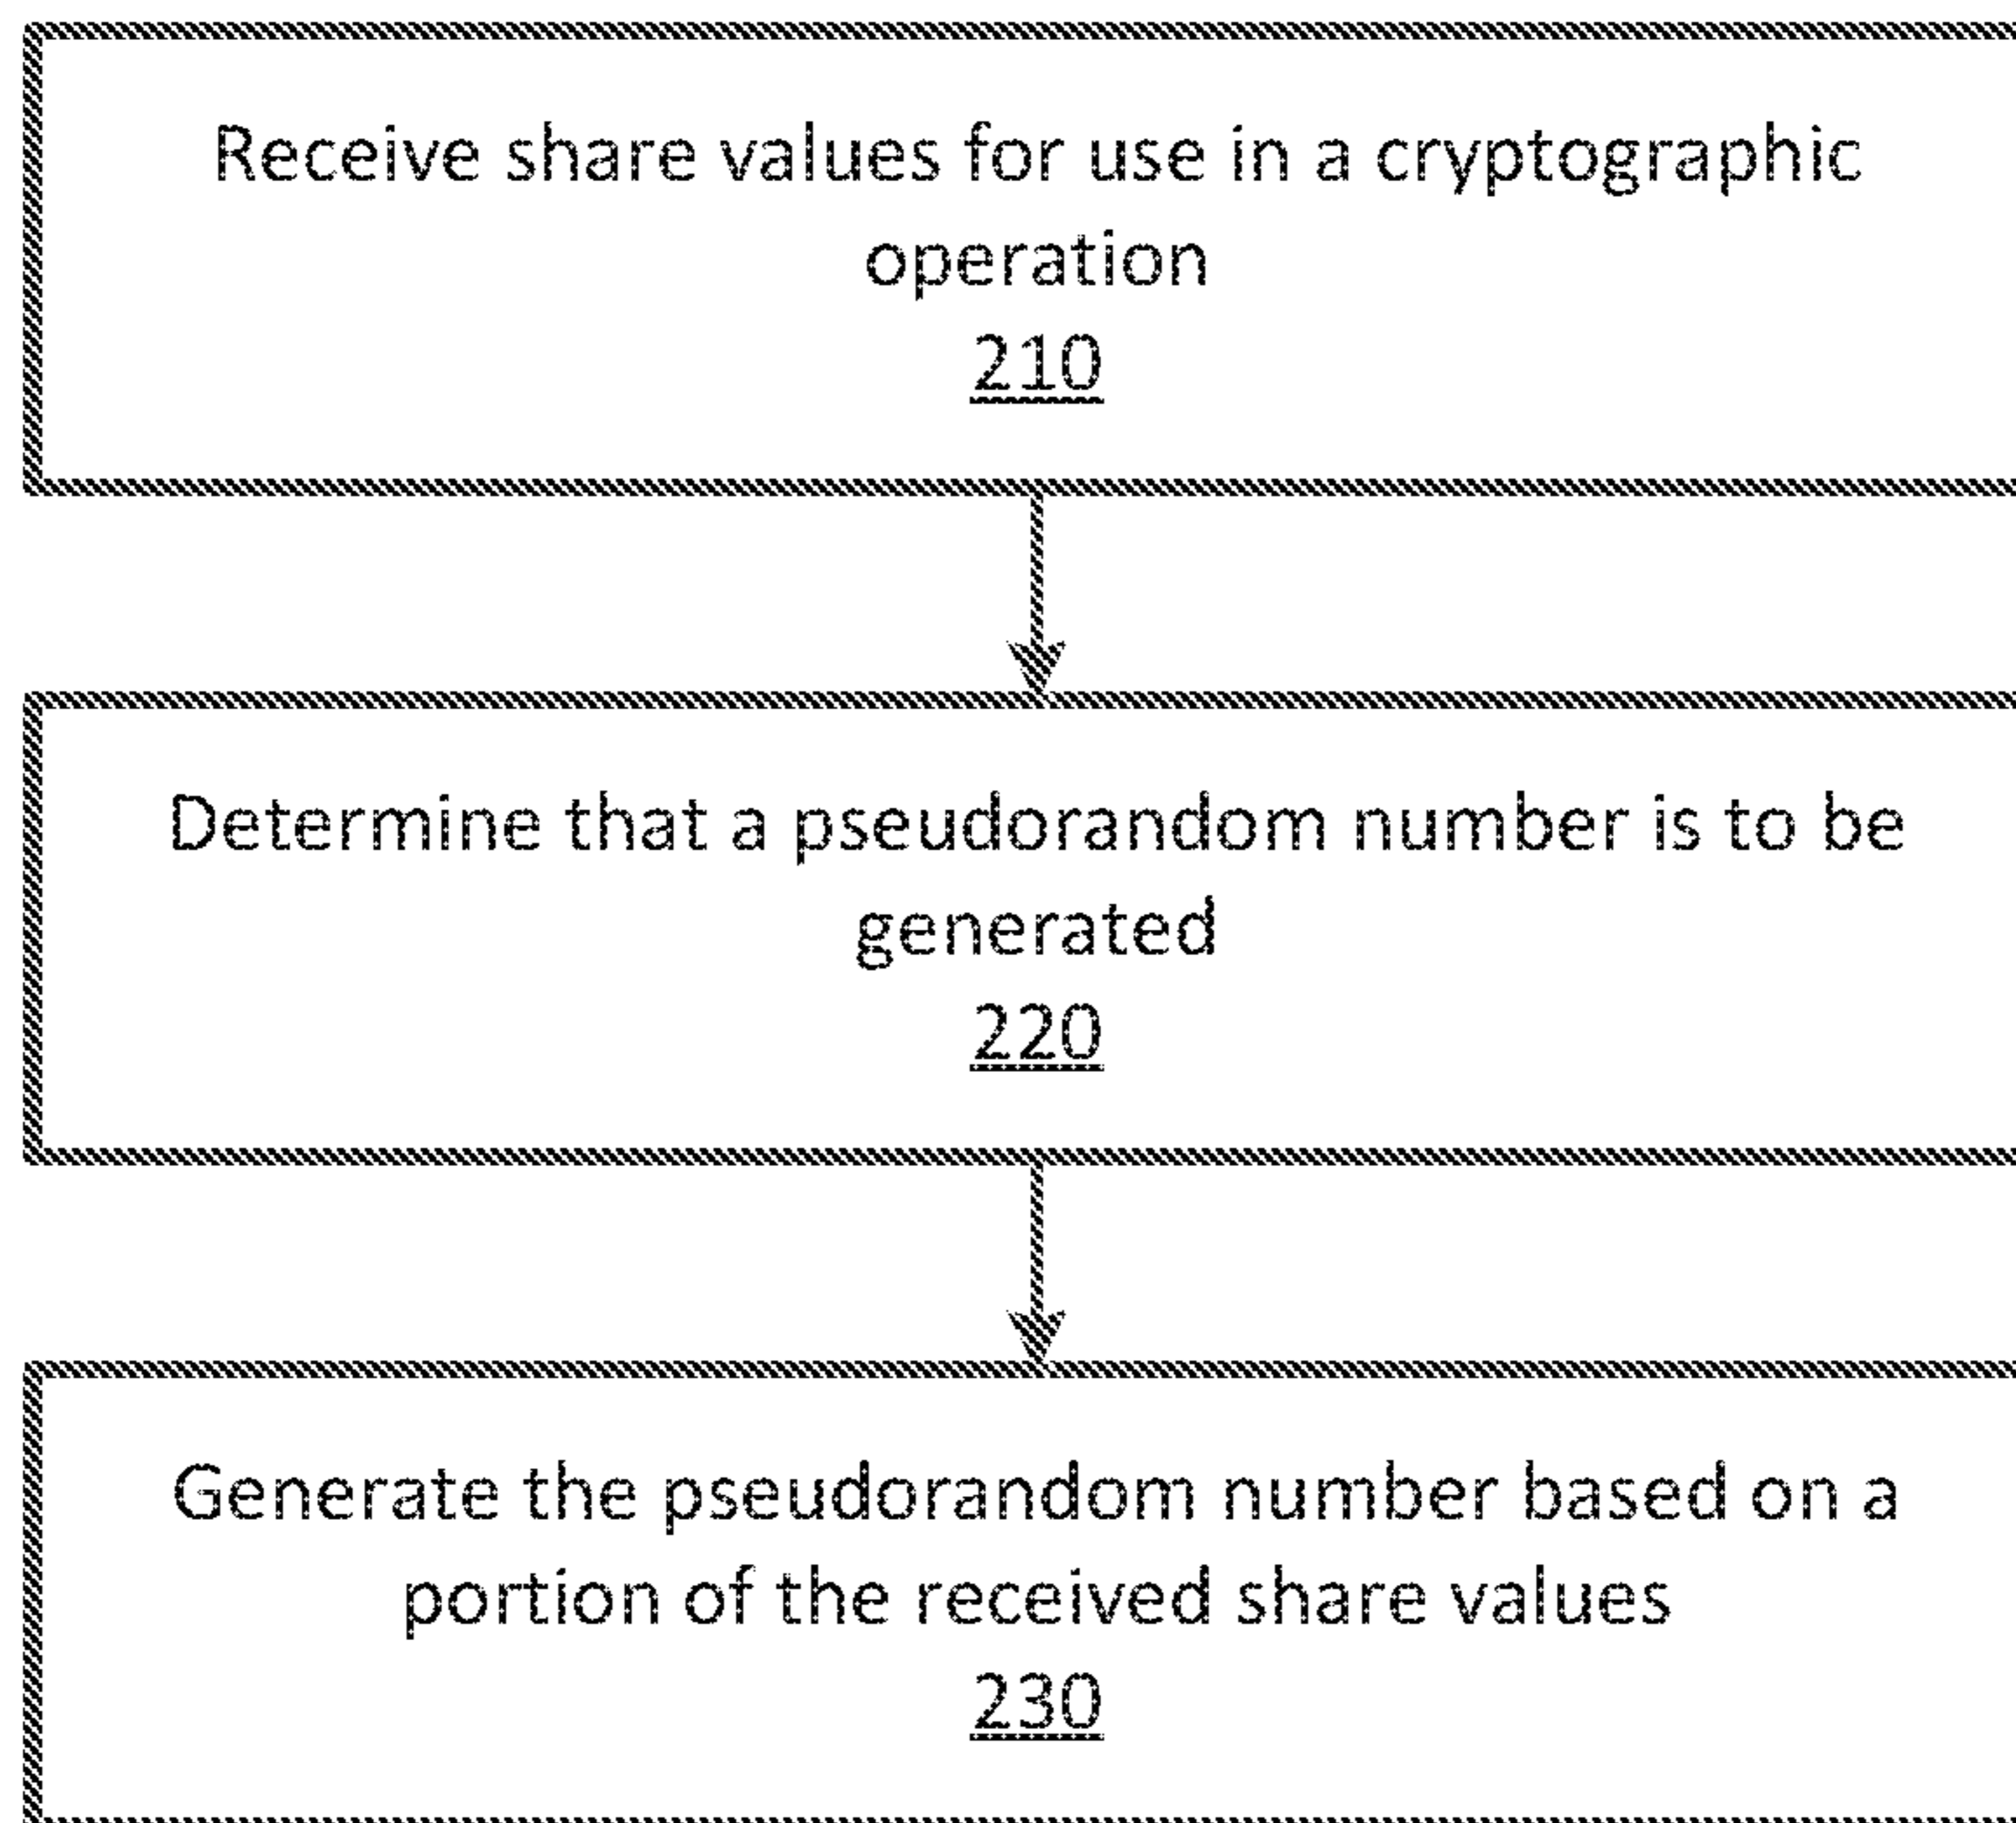 Receive share values for use in a cryptographic
operation
210
Determine that a pseudorandom number is to be
generated
220
Generate the pseudorandom number based on a
portion of the received share values
230